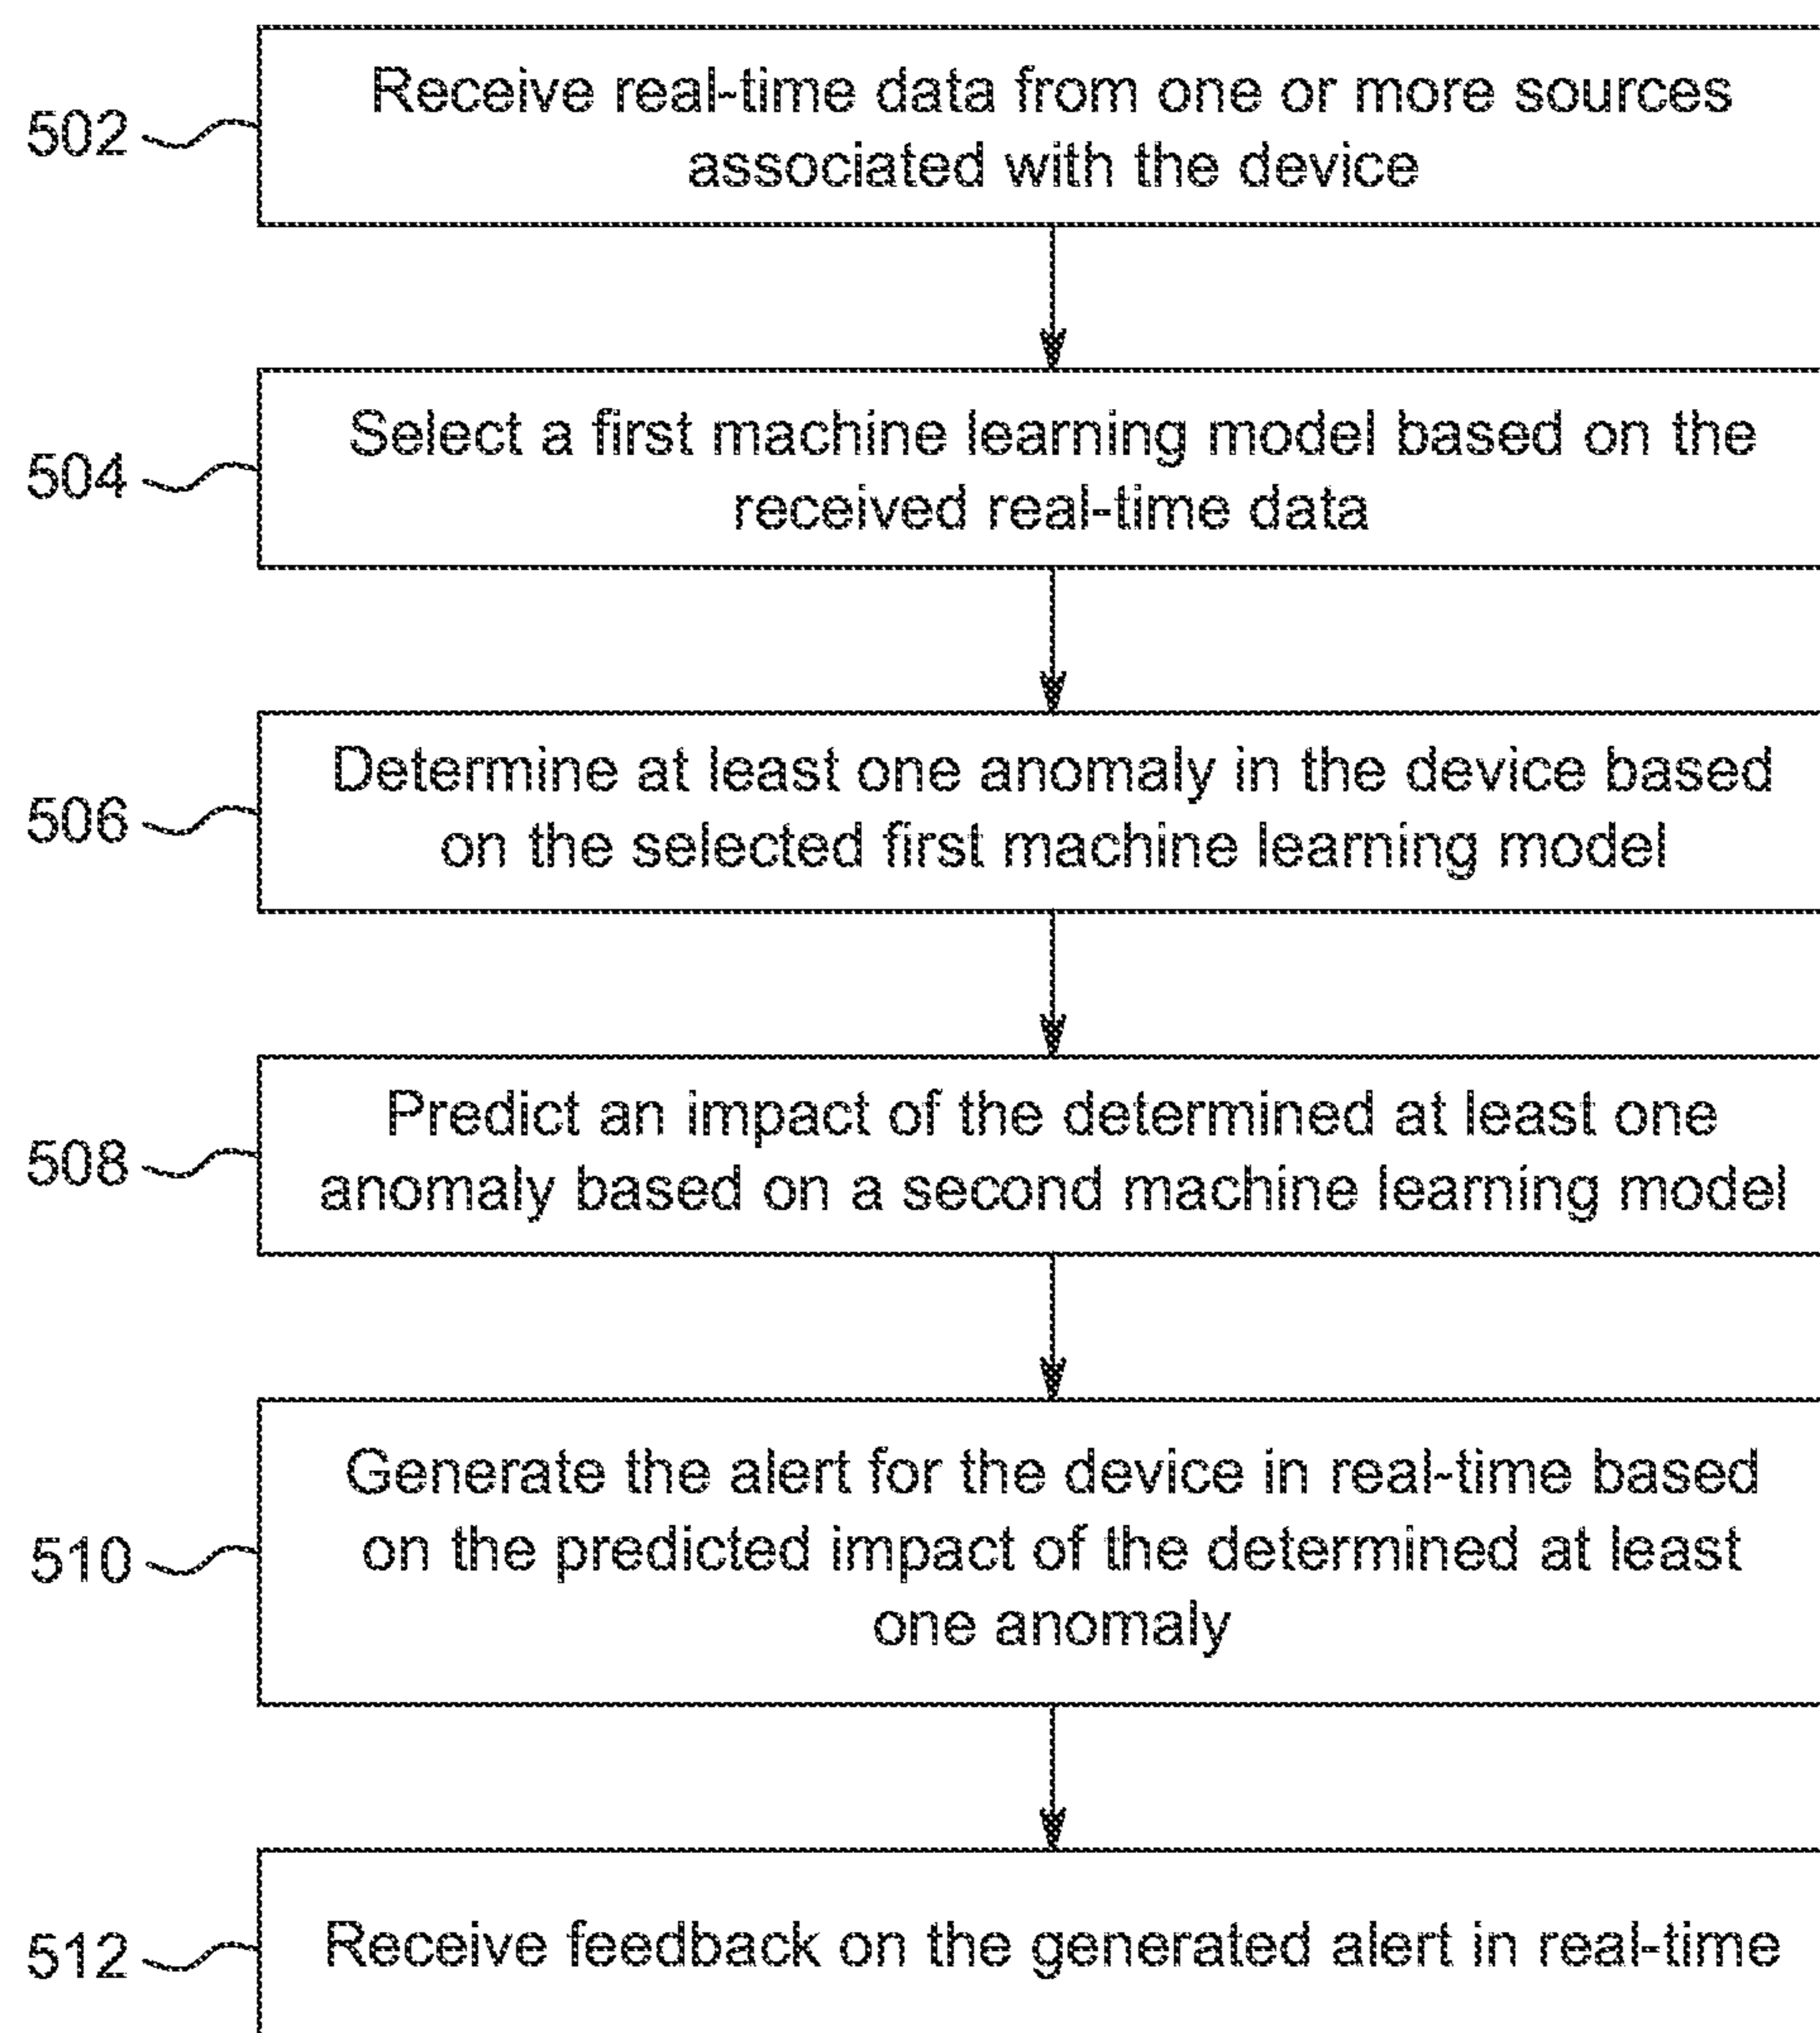 502
Receive real-time data from one or more sources
associated with the device
504
Select a first machine learning model based on the
received real-time data
506
Determine at least one anomaly in the device based
on the selected first machine learning model
508
Predict an impact of the determined at least one
anomaly based on a second machine learning model
510
Generate the alert for the device in real-time based
on the predicted impact of the determined at least
one anomaly
512
Receive feedback on the generated alert in real-time